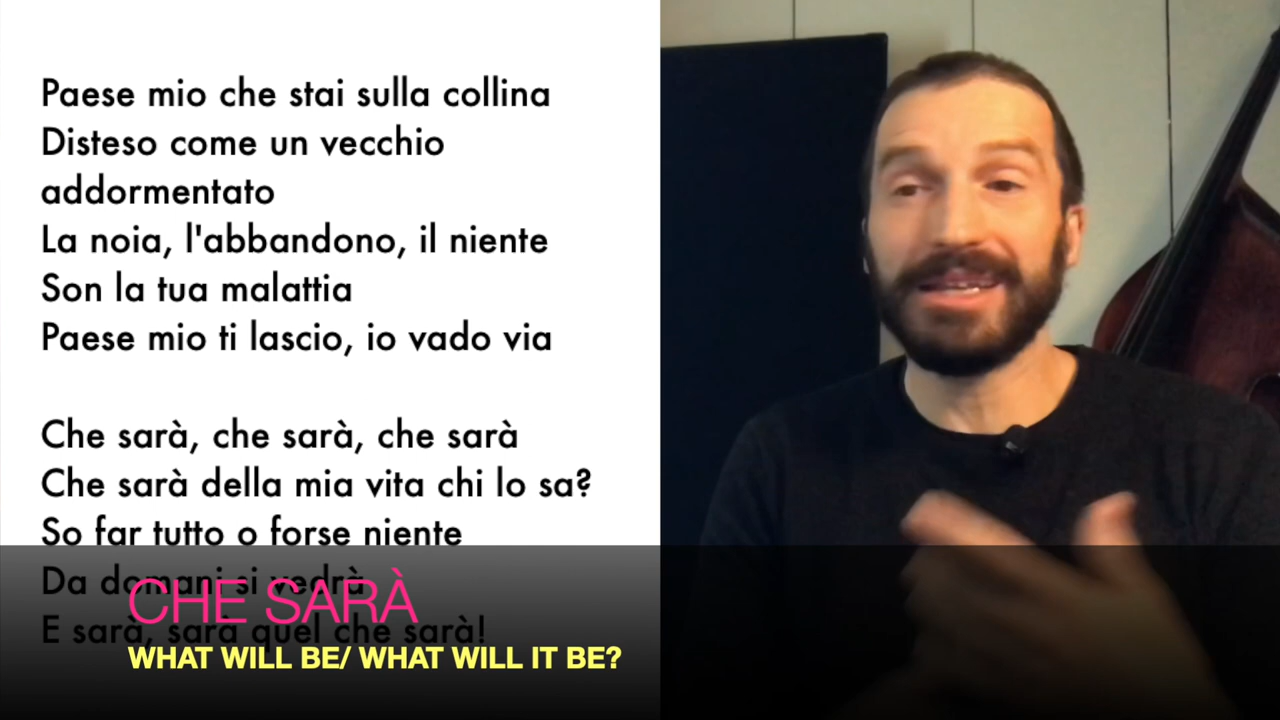 Paese mio che stai sulla collina
Disteso come un vecchio
addormentato
La noia, l'abbandono, il niente
Son la tua malattia
Paese mio ti lascio, io vado via
Che sarà, che sarà, che sarà
Che sarà della mia vita chi lo sa?
So far tutto o forse niente
Da domani si vedrà
E sarà, sarà quel che sarà!
CHE SARÀ
WHAT WILL BE/ WHAT WILL IT BE?